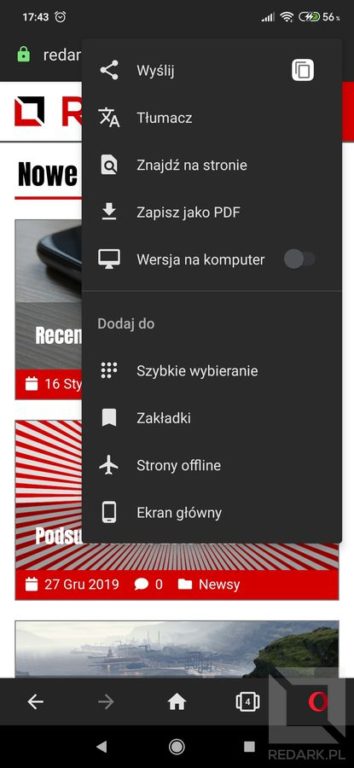 17:43
56%
redar
Wyślij
R
Tłumacz
Znajdź na stronie
Nowe
Zapisz jako PDF
Wersja na komputer
Dodaj do
Recen
Szybkie wybieranie
16 Sty
Zakładki
Strony offline
Podsu
Ekran główny
27 Gru 2019 0 Newsy
4
REDARK.PL